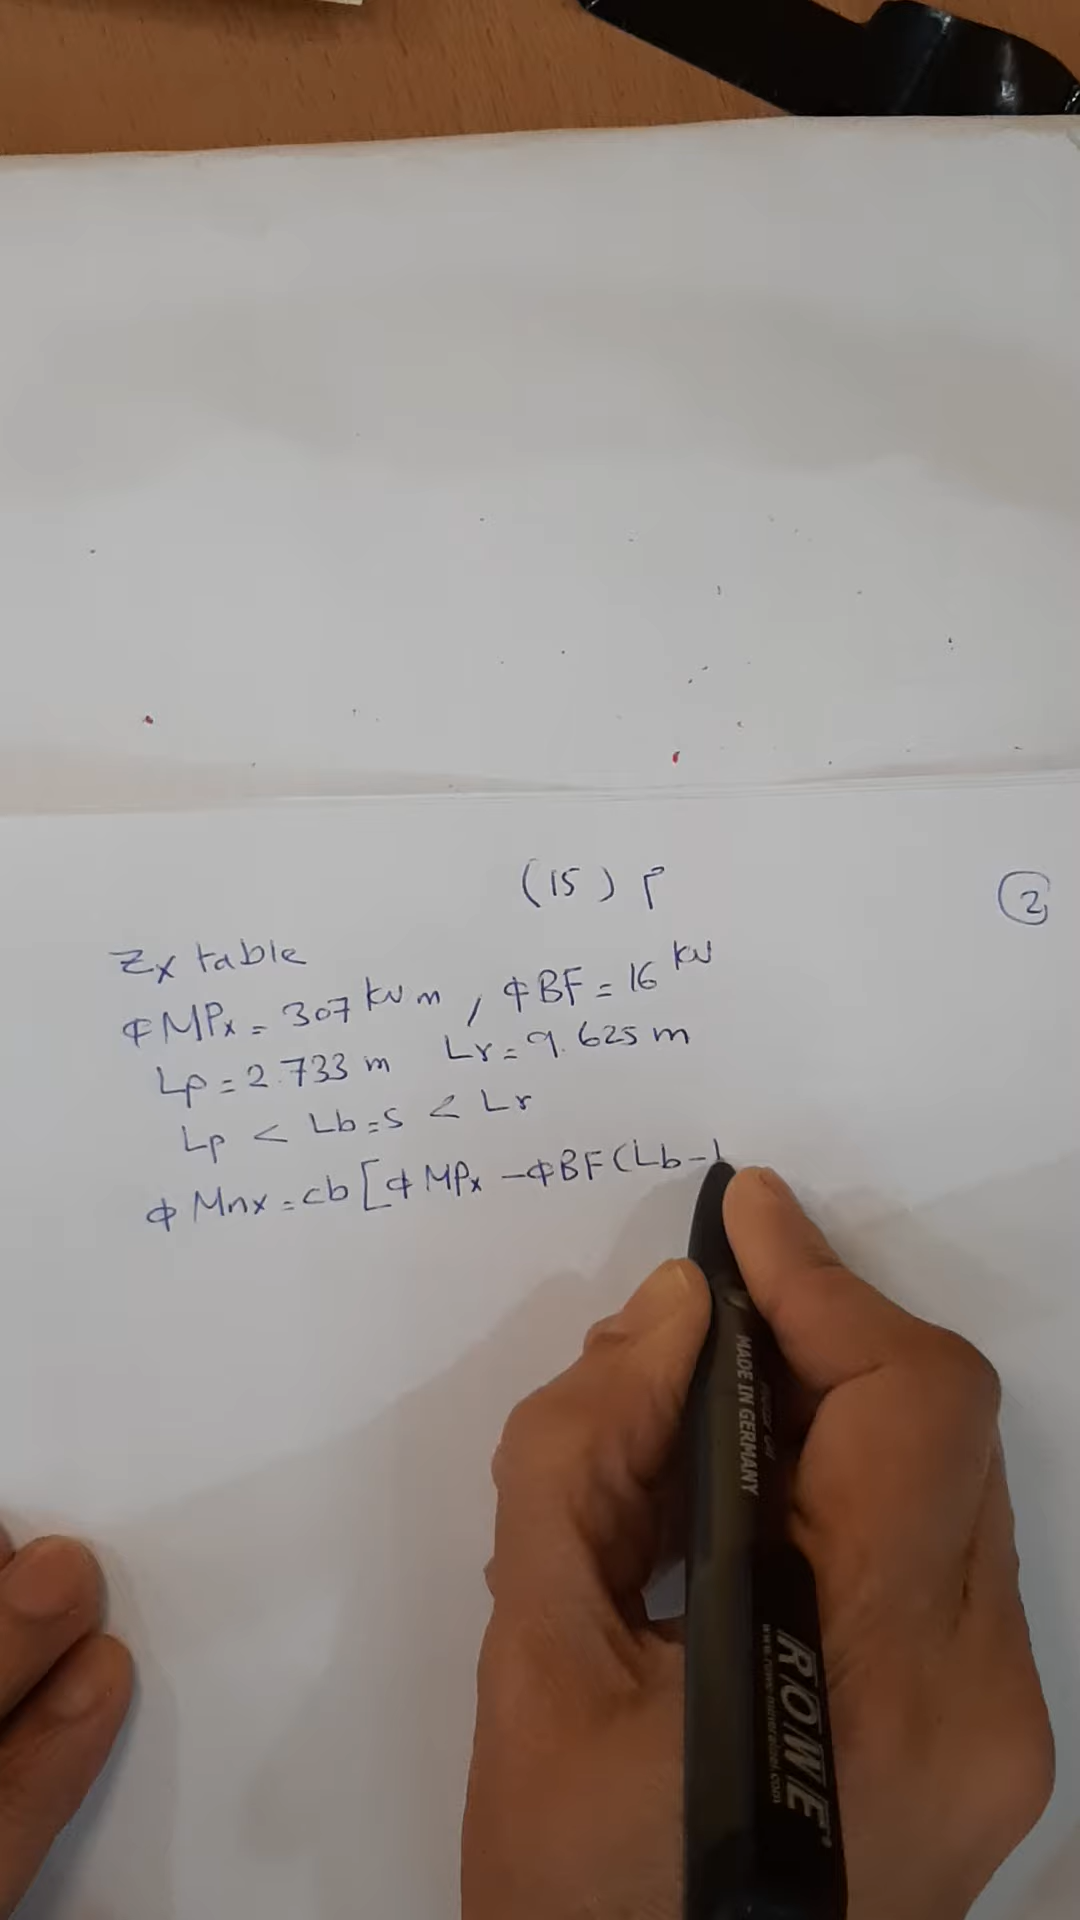 (15) م
2
Zx table
φMPx = 307 kN m , φBF = 16 kN
Lp = 2.733 m Lr = 9.625 m
Lp < Lb = 5 < Lr
φ Mnx = cb [φ MPx - φBF (Lb -
MADE IN GERMANY
ROWE